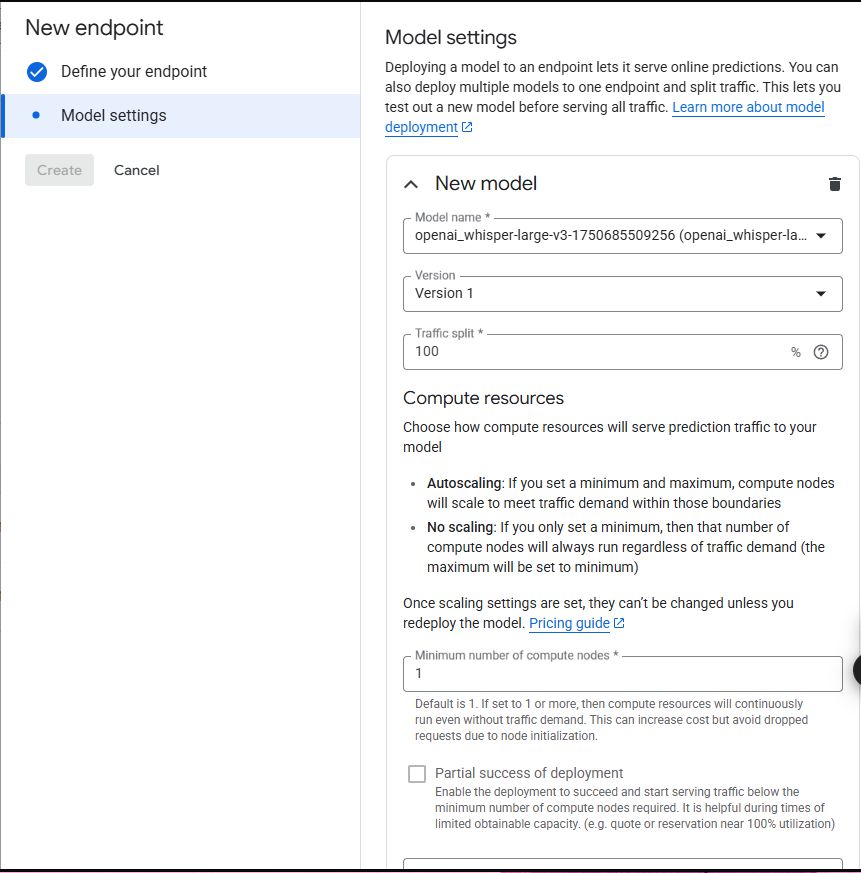 New endpoint
Define your endpoint
Model settings
Create
Cancel
Model settings
Deploying a model to an endpoint lets it serve online predictions. You can
also deploy multiple models to one endpoint and split traffic. This lets you
test out a new model before serving all traffic. Learn more about model
deployment
New model
Model name *
openai_whisper-large-v3-1750685509256 (openai_whisper-la...
Version
Version 1
Traffic split *
100
%
Compute resources
Choose how compute resources will serve prediction traffic to your
model
• Autoscaling: If you set a minimum and maximum, compute nodes
will scale to meet traffic demand within those boundaries
• No scaling: If you only set a minimum, then that number of
compute nodes will always run regardless of traffic demand (the
maximum will be set to minimum)
Once scaling settings are set, they can't be changed unless you
redeploy the model. Pricing guide
Minimum number of compute nodes *
1
Default is 1. If set to 1 or more, then compute resources will continuously
run even without traffic demand. This can increase cost but avoid dropped
requests due to node initialization.
Partial success of deployment
Enable the deployment to succeed and start serving traffic below the
minimum number of compute nodes required. It is helpful during times of
limited obtainable capacity. (e.g. quote or reservation near 100% utilization)